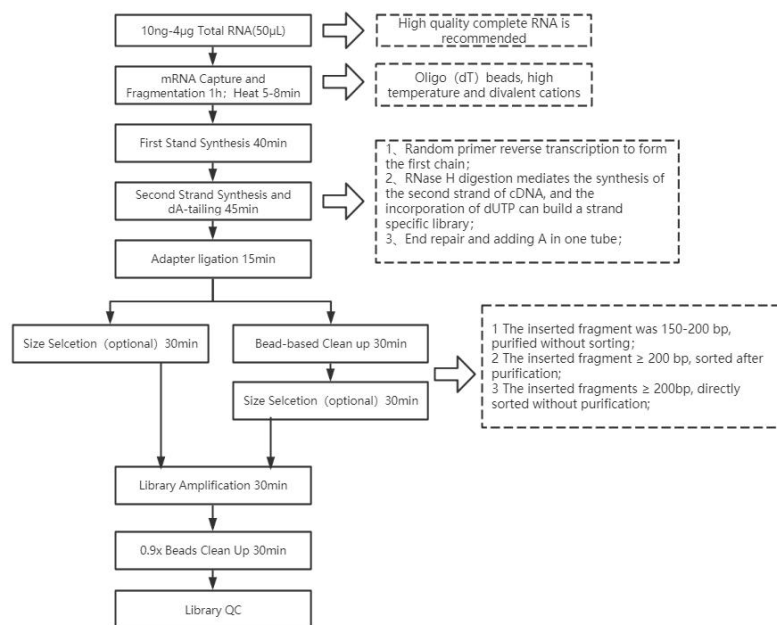 10ng-4μg Total RNA(50μL)
High quality complete RNA is
recommended
mRNA Capture and
Fragmentation 1h；Heat 5-8min
Oligo（dT）beads, high
temperature and divalent cations
First Stand Synthesis 40min
1、Random primer reverse transcription to form
the first chain；
2、RNase H digestion mediates the synthesis of
the second strand of cDNA, and the
incorporation of dUTP can build a strand
specific library；
3、End repair and adding A in one tube；
Second Strand Synthesis and
dA-tailing 45min
Adapter ligation 15min
Size Selcetion（optional）30min
Bead-based Clean up 30min
1 The inserted fragment was 150-200 bp,
purified without sorting；
2 The inserted fragment ≥ 200 bp, sorted after
purification；
3 The inserted fragments ≥ 200bp, directly
sorted without purification；
Size Selcetion（optional）30min
Library Amplification 30min
0.9x Beads Clean Up 30min
Library QC